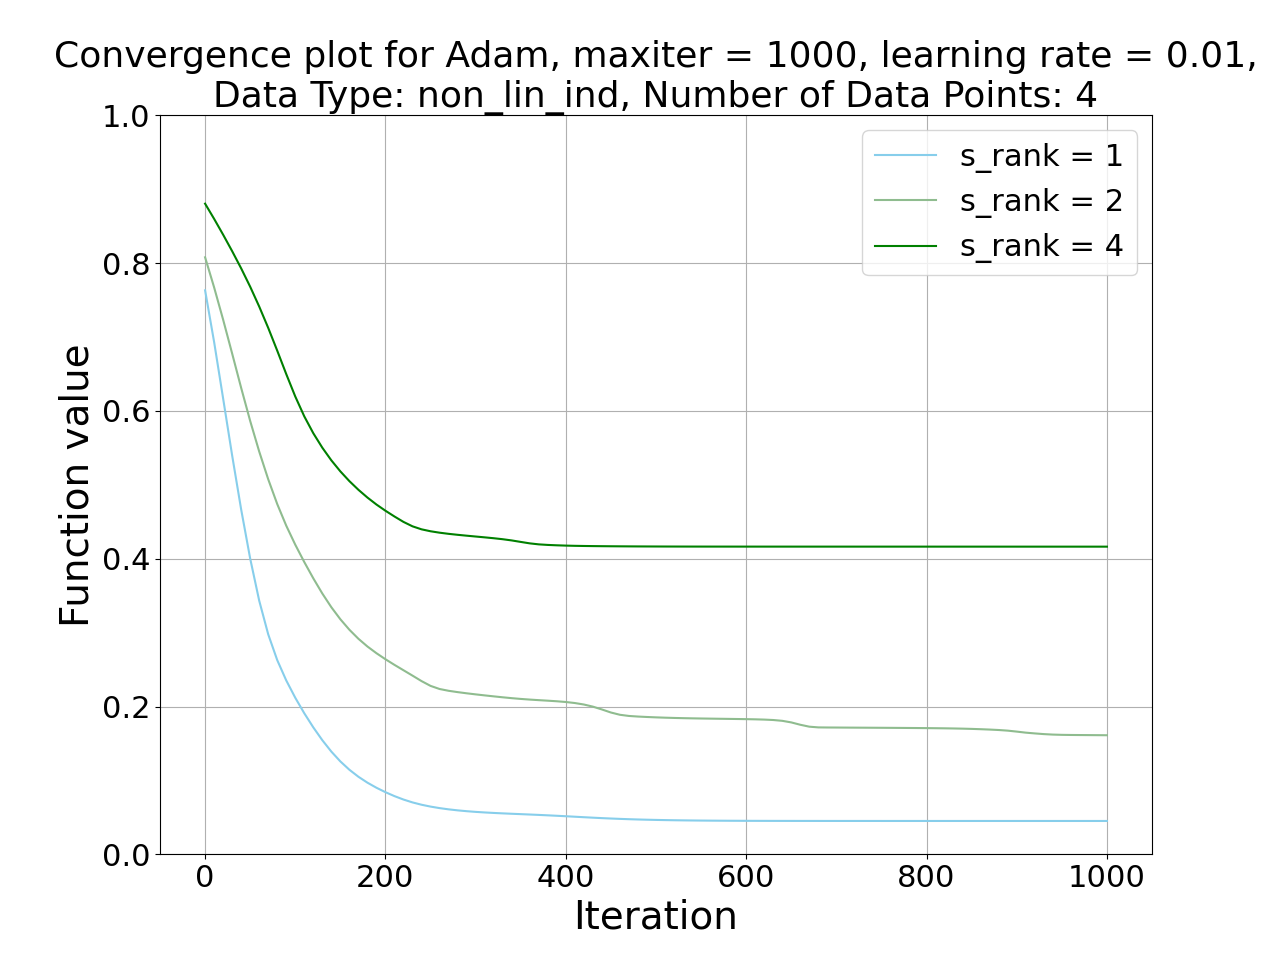 Convergence plot for Adam, maxiter = 1000, learning rate = 0.01,
Data Type: non_lin_ind, Number of Data Points: 4
1.0
0.8
0.6
0.4
0.2
0.0
Function value
s_rank = 1
s_rank = 2
s_rank = 4
0 200 400 600 800 1000
Iteration